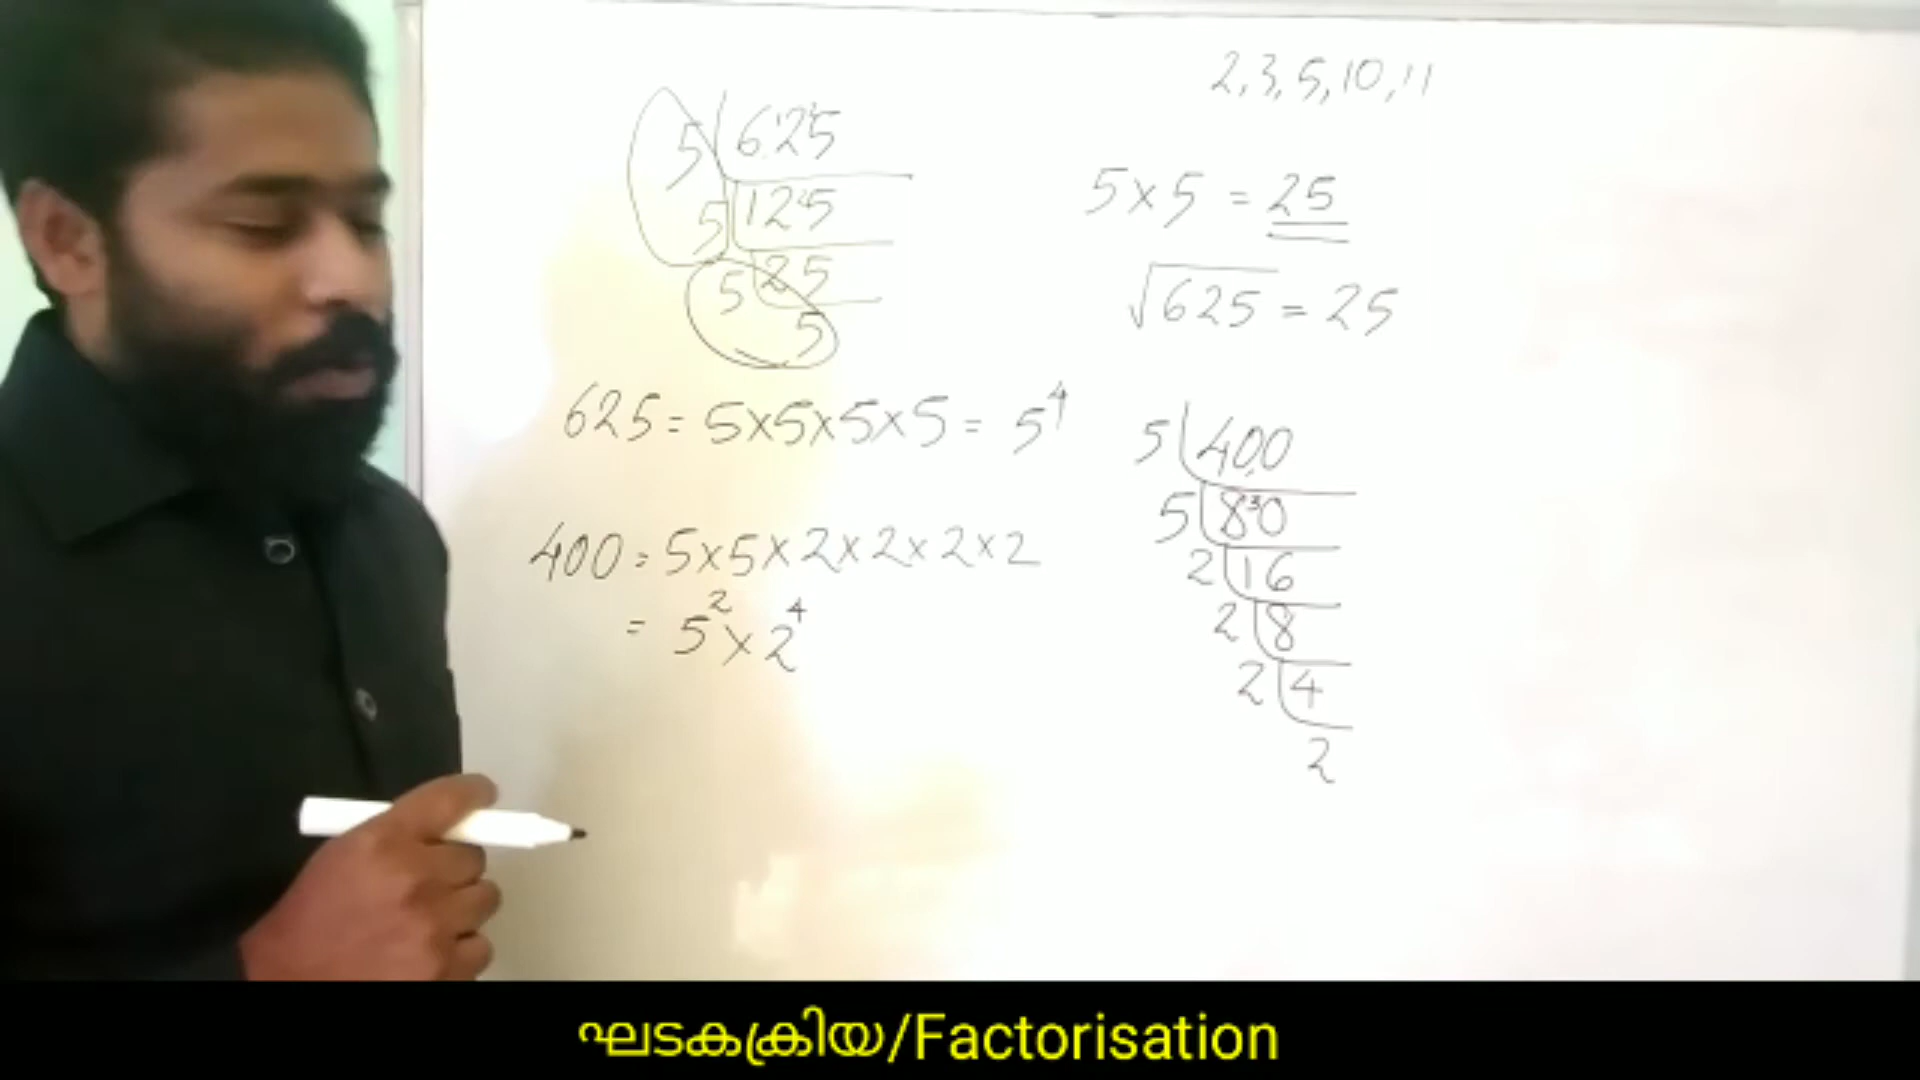 2, 3, 5, 10, 11
5 | 625
5 | 125
5 | 25
5
5 × 5 = 25
√625 = 25
625 = 5×5×5×5 = 5⁴
400 = 5×5×2×2×2×2
= 5² × 2⁴
5 | 400
5 | 80
2 | 16
2 | 8
2 | 4
2
ഘടകക്രിയ/Factorisation